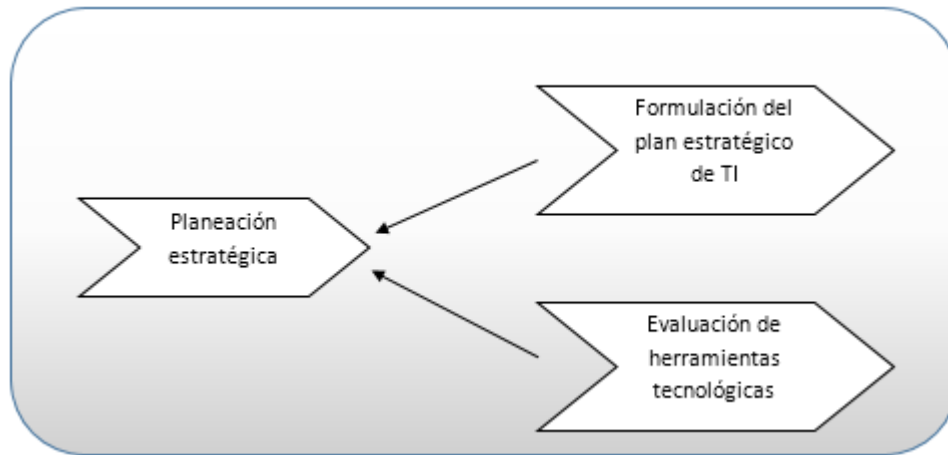 Formulación del
plan estratégico
de TI
Planeación
estratégica
Evaluación de
herramientas
tecnológicas